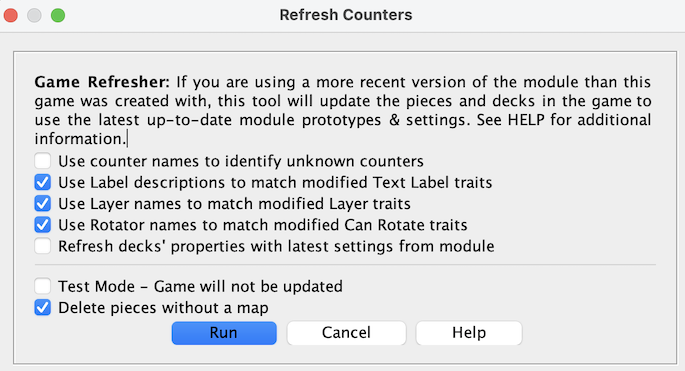 Refresh Counters
Game Refresher: If you are using a more recent version of the module than this
game was created with, this tool will update the pieces and decks in the game to
use the latest up-to-date module prototypes & settings. See HELP for additional
information.
Use counter names to identify unknown counters
Use Label descriptions to match modified Text Label traits
Use Layer names to match modified Layer traits
Use Rotator names to match modified Can Rotate traits
Refresh decks' properties with latest settings from module
Test Mode - Game will not be updated
Delete pieces without a map
Run Cancel Help